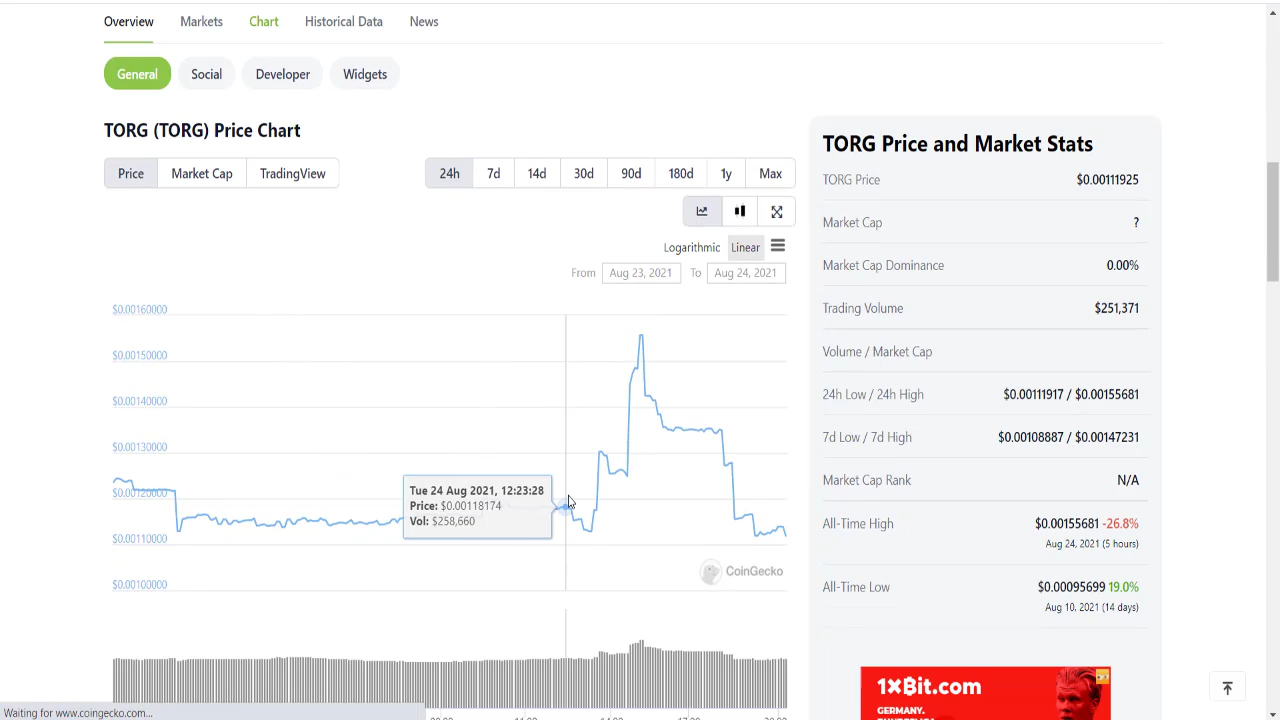 Overview Markets Chart Historical Data News
General Social Developer Widgets
TORG (TORG) Price Chart
Price Market Cap TradingView
24h 7d 14d 30d 90d 180d 1y Max
Logarithmic Linear
From Aug 23, 2021 To Aug 24, 2021
$0.00160000
$0.00150000
$0.00140000
$0.00130000
$0.00120000
$0.00110000
$0.00100000
Tue 24 Aug 2021, 12:23:28
Price: $0.00118174
Vol: $258,660
CoinGecko
TORG Price and Market Stats
TORG Price $0.00111925
Market Cap ?
Market Cap Dominance 0.00%
Trading Volume $251,371
Volume / Market Cap
24h Low / 24h High $0.00111917 / $0.00155681
7d Low / 7d High $0.00108887 / $0.00147231
Market Cap Rank N/A
All-Time High $0.00155681 -26.8%
Aug 24, 2021 (5 hours)
All-Time Low $0.00095699 19.0%
Aug 10, 2021 (14 days)
1xBit.com
GERMANY.
Waiting for www.coingecko.com...